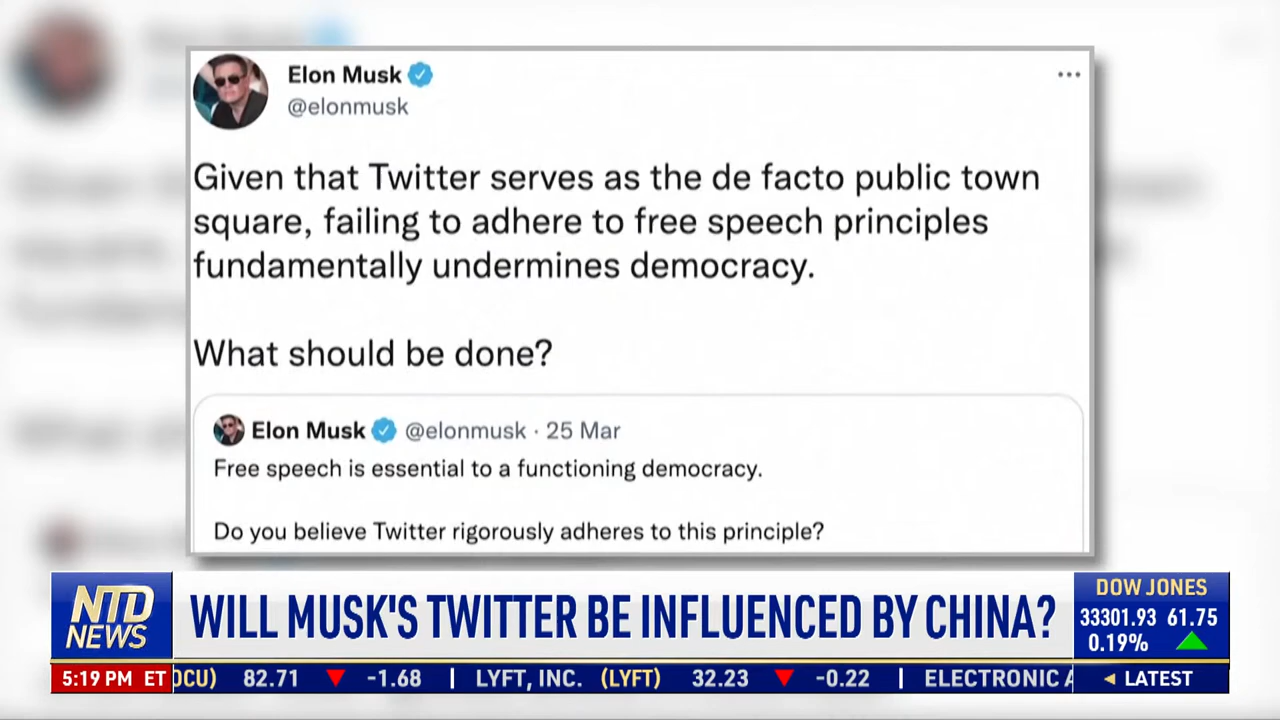 Elon Musk
@elonmusk
Given that Twitter serves as the de facto public town
square, failing to adhere to free speech principles
fundamentally undermines democracy.
What should be done?
Elon Musk @elonmusk · 25 Mar
Free speech is essential to a functioning democracy.
Do you believe Twitter rigorously adheres to this principle?
NTD
NEWS
WILL MUSK'S TWITTER BE INFLUENCED BY CHINA?
DOW JONES
33301.93 61.75
0.19%
5:19 PM ET
OCU) 82.71 -1.68 | LYFT, INC. (LYFT) 32.23 -0.22 | ELECTRONIC A
LATEST